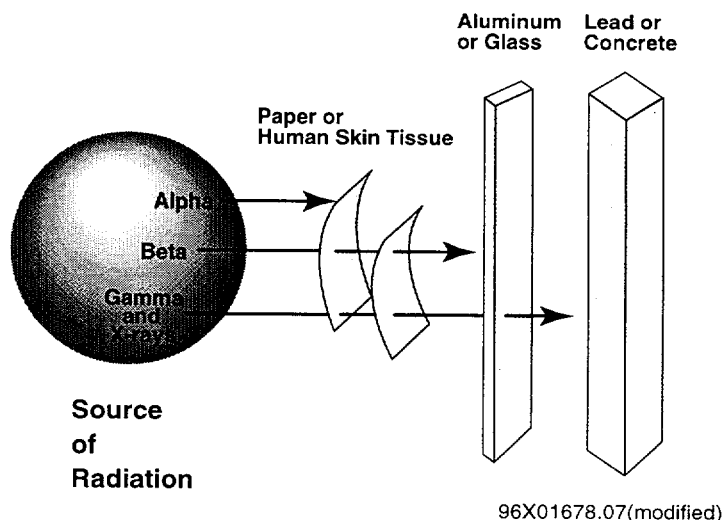 Aluminum
or Glass
Lead or
Concrete
Paper or
Human Skin Tissue
Alpha
Beta
Gamma
and
X-rays
Source
of
Radiation
96X01678.07(modified)